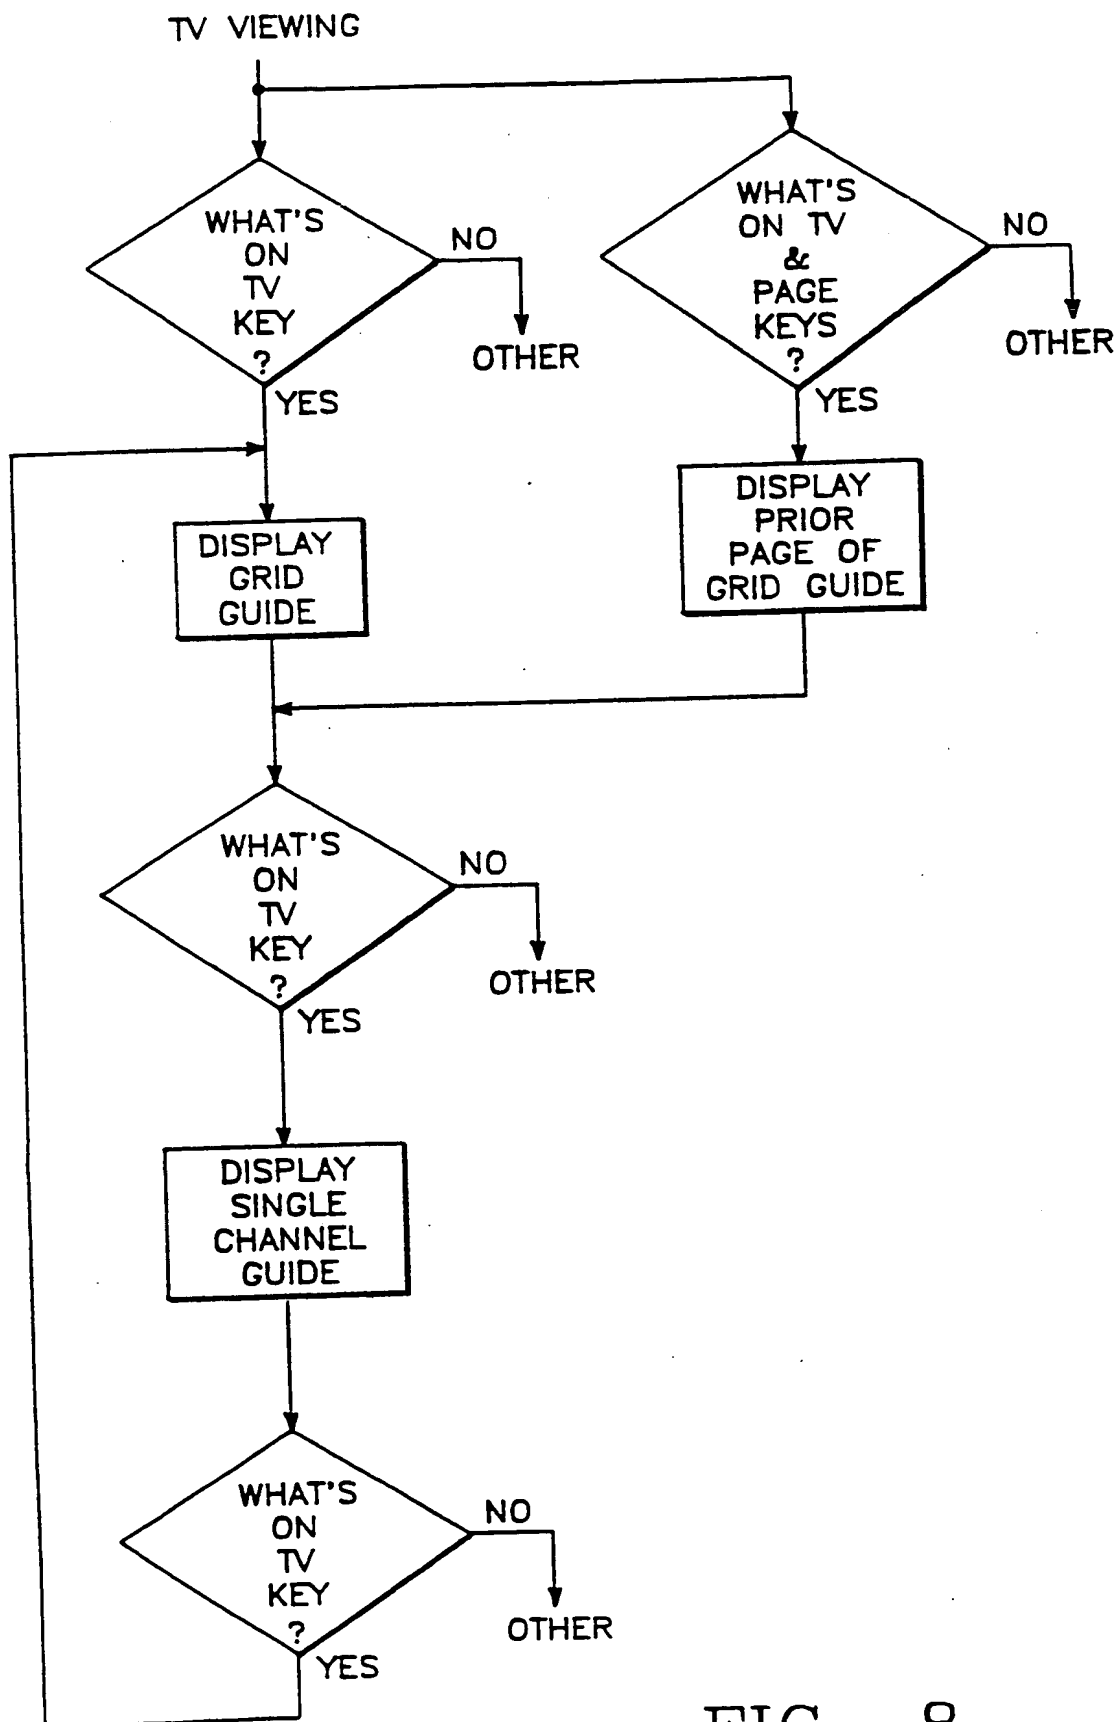 TV VIEWING
WHAT'S
ON
TV
KEY
?
NO
OTHER
YES
WHAT'S
ON TV
&
PAGE
KEYS
?
NO
OTHER
YES
DISPLAY
GRID
GUIDE
DISPLAY
PRIOR
PAGE OF
GRID GUIDE
WHAT'S
ON
TV
KEY
?
NO
OTHER
YES
DISPLAY
SINGLE
CHANNEL
GUIDE
WHAT'S
ON
TV
KEY
?
NO
OTHER
YES
FIG. 8